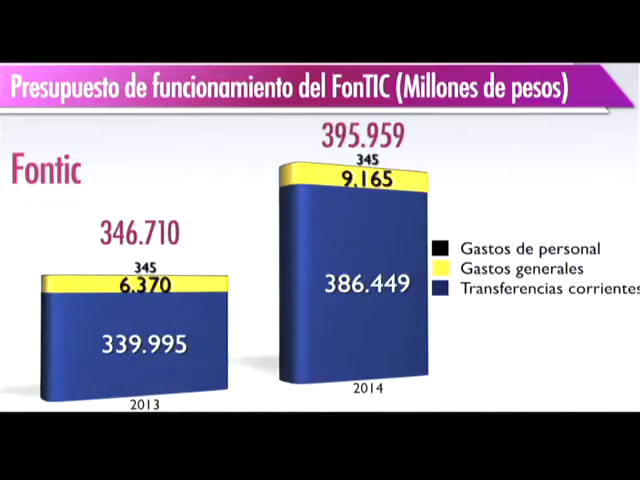 Presupuesto de funcionamiento del FonTIC (Millones de pesos)
Fontic
395.959
345
9.165
386.449
2014
346.710
345
6.370
339.995
2013
Gastos de personal
Gastos generales
Transferencias corrientes